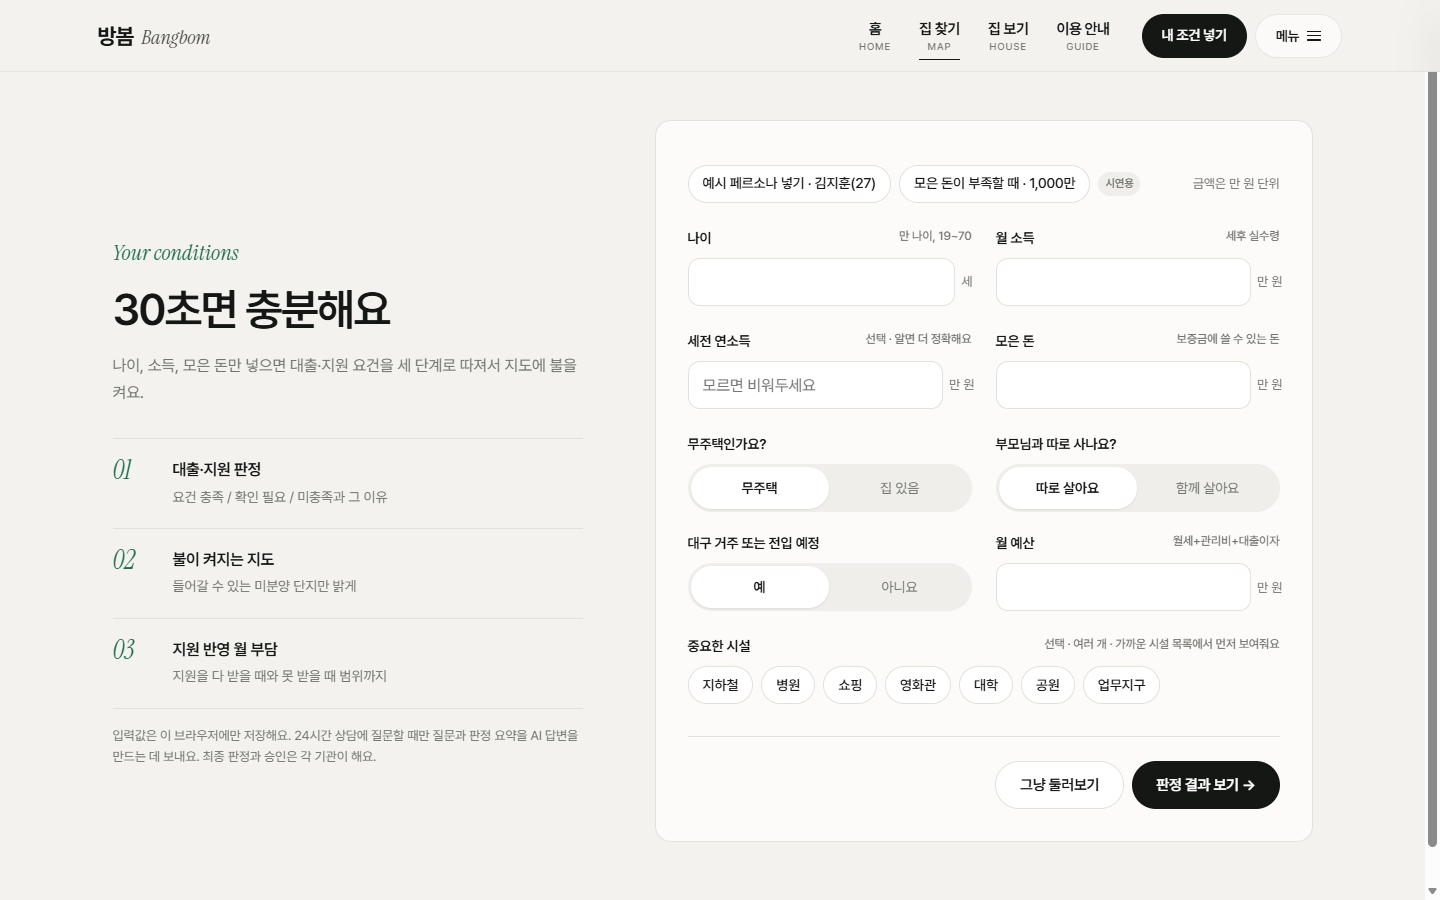 방봄 Bangbom
홈
HOME
집 찾기
MAP
집 보기
HOUSE
이용 안내
GUIDE
내 조건 넣기
메뉴
Your conditions
30초면 충분해요
나이, 소득, 모은 돈만 넣으면 대출·지원 요건을 세 단계로 따져서 지도에 불을
켜요.
01 대출·지원 판정
요건 충족 / 확인 필요 / 미충족과 그 이유
02 불이 켜지는 지도
들어갈 수 있는 미분양 단지만 밝게
03 지원 반영 월 부담
지원을 다 받을 때와 못 받을 때 범위까지
입력값은 이 브라우저에만 저장해요. 24시간 상담에 질문할 때만 질문과 판정 요약을 AI 답변을
만드는 데 보내요. 최종 판정과 승인은 각 기관이 해요.
예시 페르소나 넣기 · 김지훈(27) 모은 돈이 부족할 때 · 1,000만 시연용 금액은 만 원 단위
나이 만 나이, 19~70
세
월 소득 세후 실수령
만 원
세전 연소득 선택 · 알면 더 정확해요
모르면 비워두세요 만 원
모은 돈 보증금에 쓸 수 있는 돈
만 원
무주택인가요?
무주택 집 있음
부모님과 따로 사나요?
따로 살아요 함께 살아요
대구 거주 또는 전입 예정
예 아니요
월 예산 월세+관리비+대출이자
만 원
중요한 시설 선택 · 여러 개 · 가까운 시설 목록에서 먼저 보여줘요
지하철 병원 쇼핑 영화관 대학 공원 업무지구
그냥 둘러보기 판정 결과 보기 →